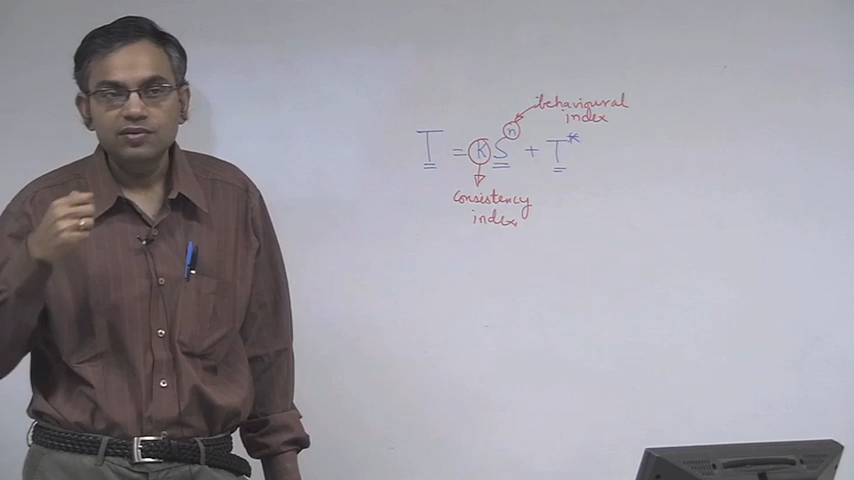 behavioural
index
T = K S^n + T*
consistency
index